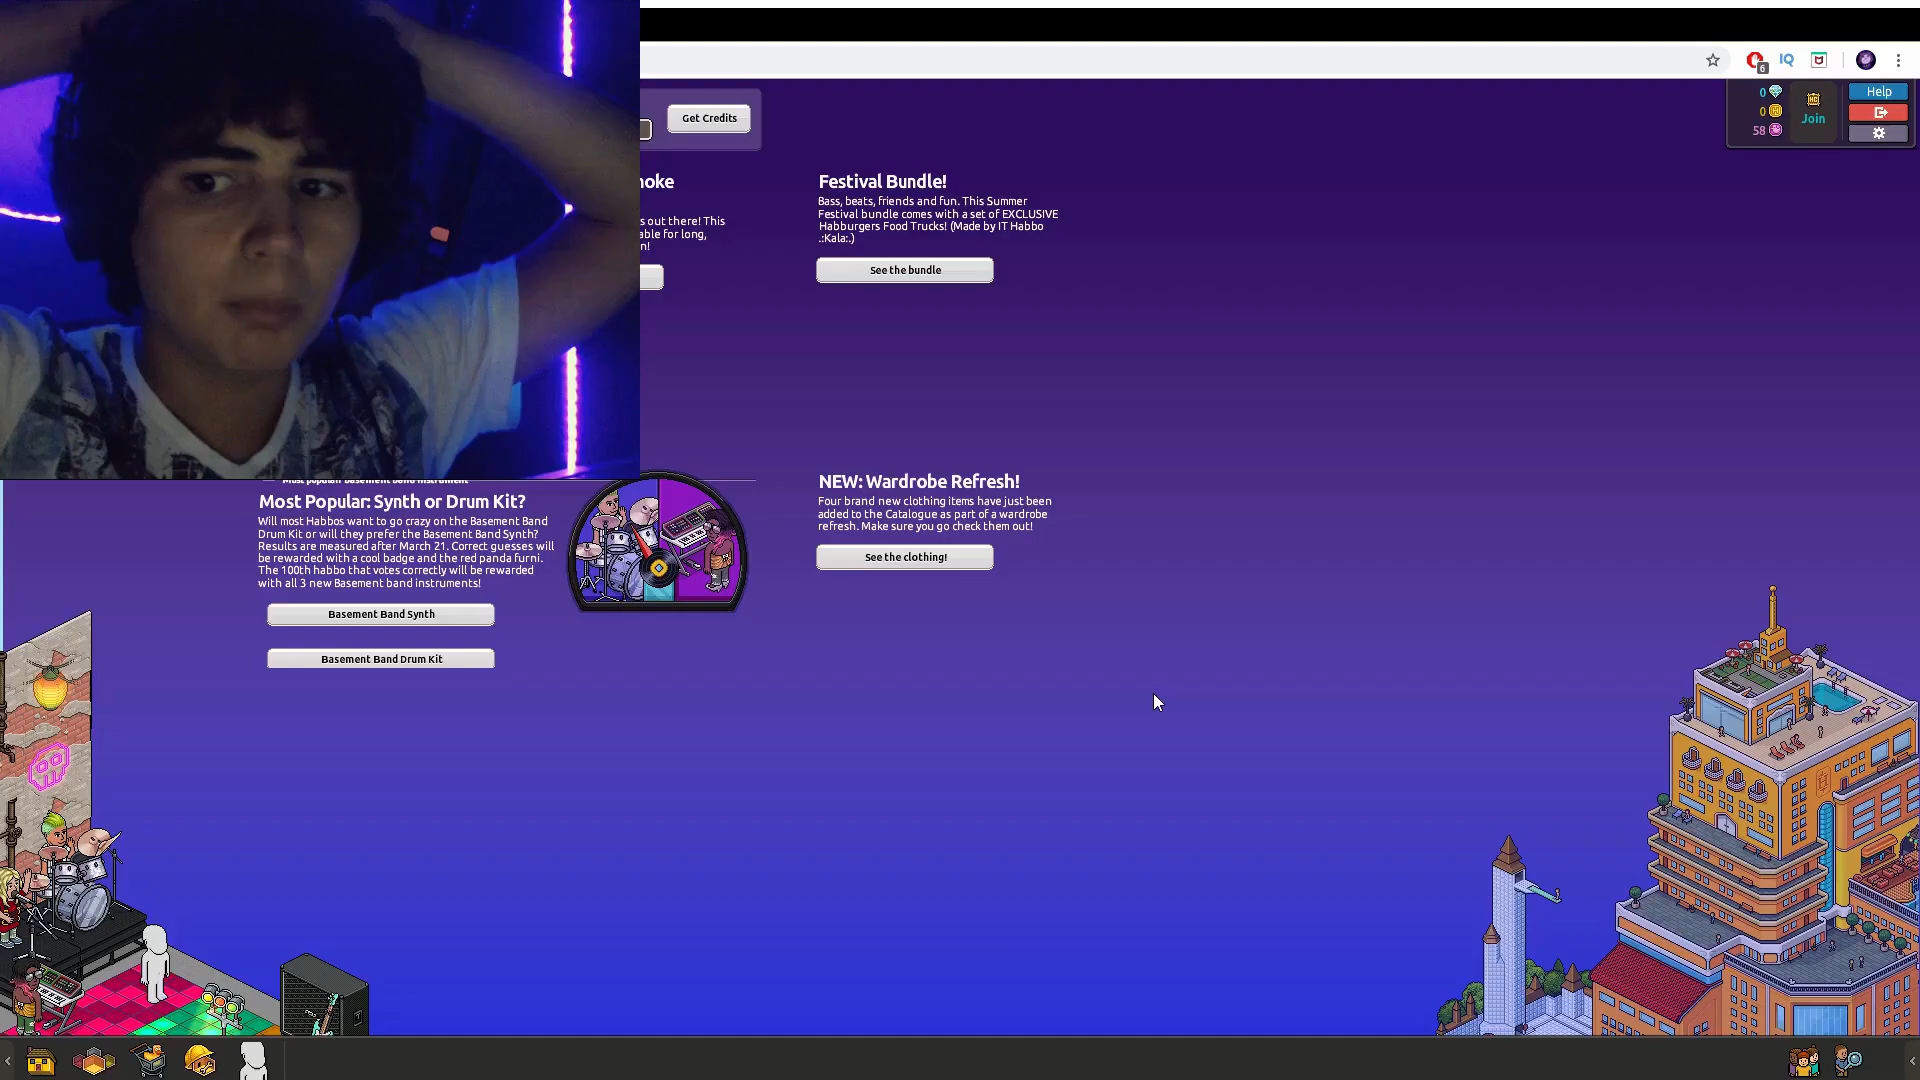 6
IQ
Get Credits
0
0
58
Join
Help
s out there! This
able for long,
n!
Festival Bundle!
Bass, beats, friends and fun. This Summer
Festival bundle comes with a set of EXCLUSIVE
Habburgers Food Trucks! (Made by IT Habbo
.:Kala:.)
See the bundle
Most popular basement band instrument
Most Popular: Synth or Drum Kit?
Will most Habbos want to go crazy on the Basement Band
Drum Kit or will they prefer the Basement Band Synth?
Results are measured after March 21. Correct guesses will
be rewarded with a cool badge and the red panda furni.
The 100th habbo that votes correctly will be rewarded
with all 3 new Basement band instruments!
Basement Band Synth
Basement Band Drum Kit
NEW: Wardrobe Refresh!
Four brand new clothing items have just been
added to the Catalogue as part of a wardrobe
refresh. Make sure you go check them out!
See the clothing!